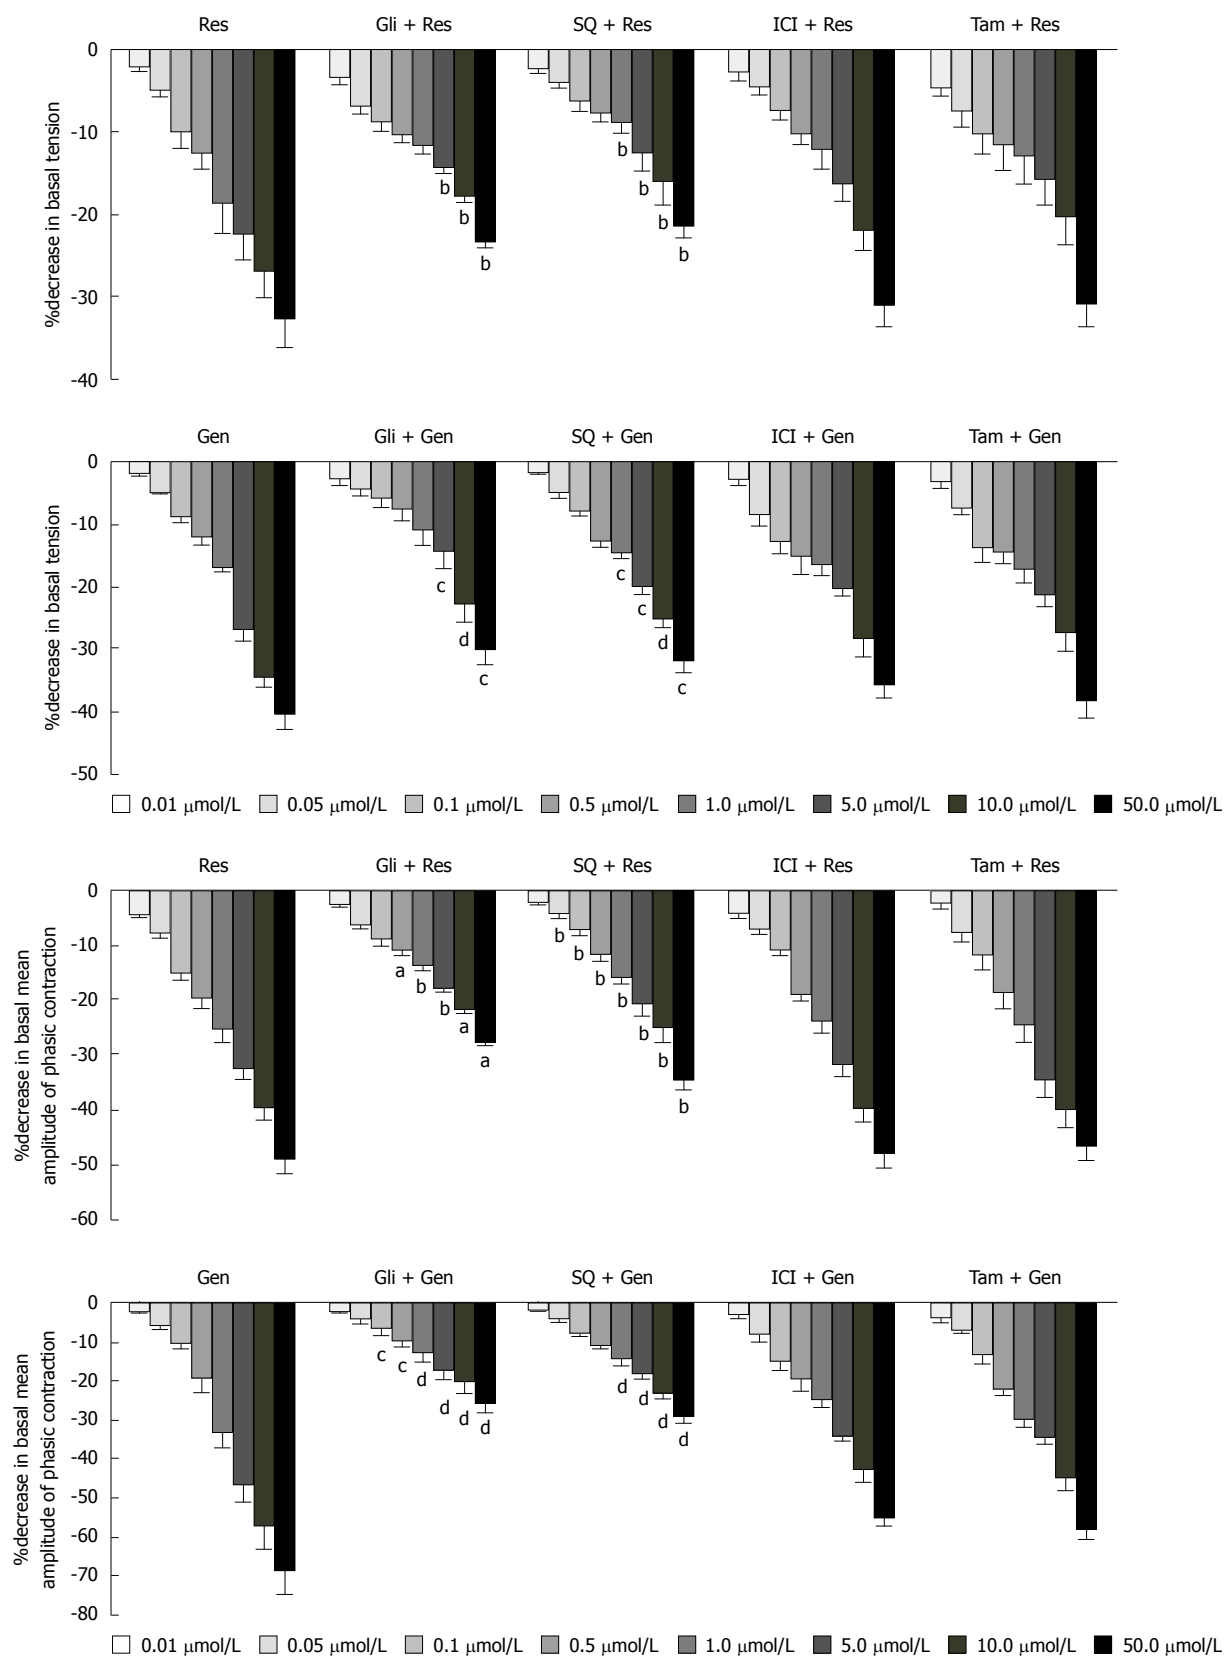 Res Gli + Res SQ + Res ICI + Res Tam + Res
0
-10
-20
-30
-40
%decrease in basal tension
b b b
b b b b
Gen Gli + Gen SQ + Gen ICI + Gen Tam + Gen
0
-10
-20
-30
-40
-50
%decrease in basal tension
c d c
c c d c
0.01 μmol/L 0.05 μmol/L 0.1 μmol/L 0.5 μmol/L 1.0 μmol/L 5.0 μmol/L 10.0 μmol/L 50.0 μmol/L
Res Gli + Res SQ + Res ICI + Res Tam + Res
0
-10
-20
-30
-40
-50
-60
%decrease in basal mean
amplitude of phasic contraction
a b b a a
b b b b b b b
Gen Gli + Gen SQ + Gen ICI + Gen Tam + Gen
0
-10
-20
-30
-40
-50
-60
-70
-80
%decrease in basal mean
amplitude of phasic contraction
c c d d d d
d d d d
0.01 μmol/L 0.05 μmol/L 0.1 μmol/L 0.5 μmol/L 1.0 μmol/L 5.0 μmol/L 10.0 μmol/L 50.0 μmol/L